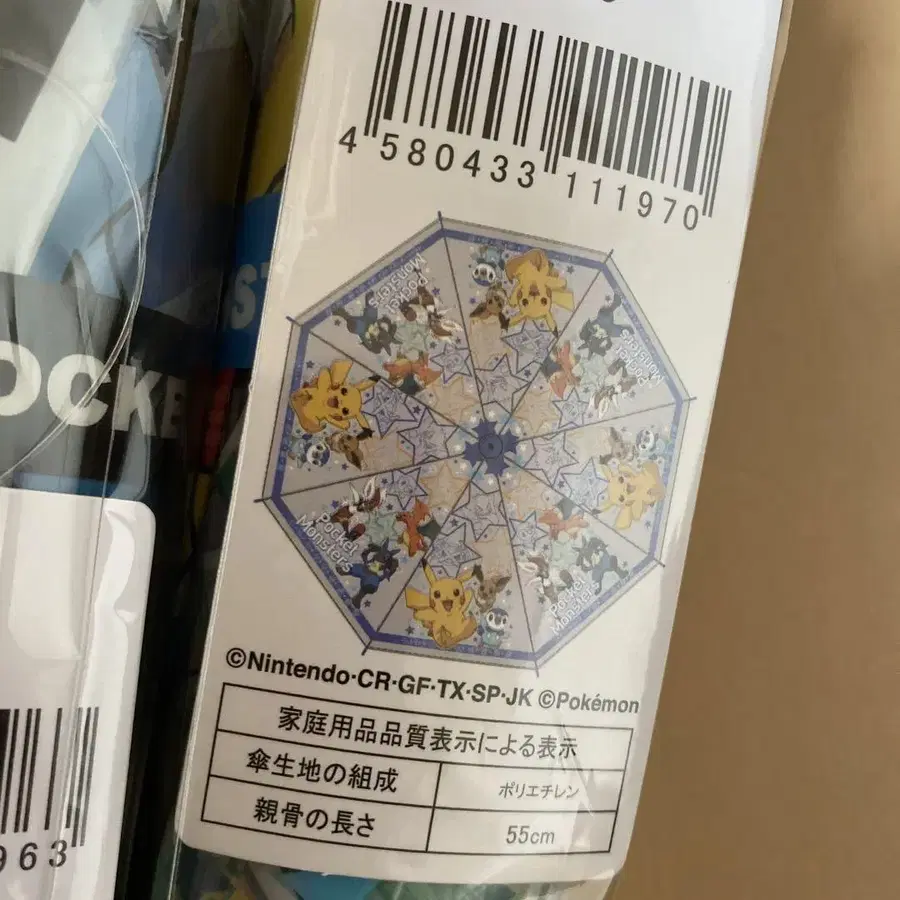 4 580433 111970
Pocket
Monsters
Pocket
Monsters
Pocket
Monsters
Pocket
Monsters
©Nintendo·CR·GF·TX·SP·JK ©Pokémon
家庭用品品質表示による表示
傘生地の組成 ポリエチレン
親骨の長さ 55cm
OCKE
ST
963